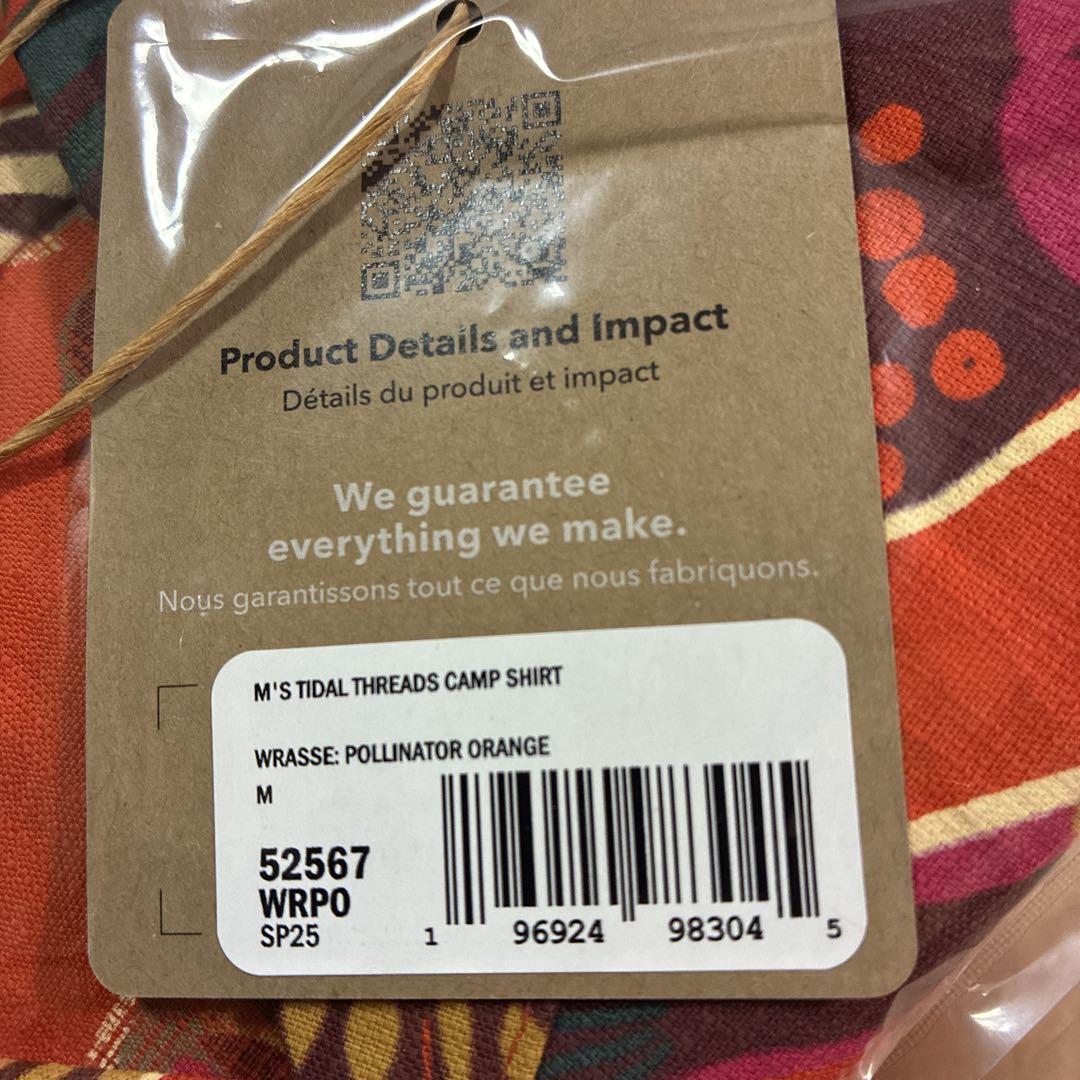 Product Details and Impact
Détails du produit et impact
We guarantee
everything we make.
Nous garantissons tout ce que nous fabriquons.
M'S TIDAL THREADS CAMP SHIRT
WRASSE: POLLINATOR ORANGE
M
52567
WRPO
SP25
1 96924 98304 5